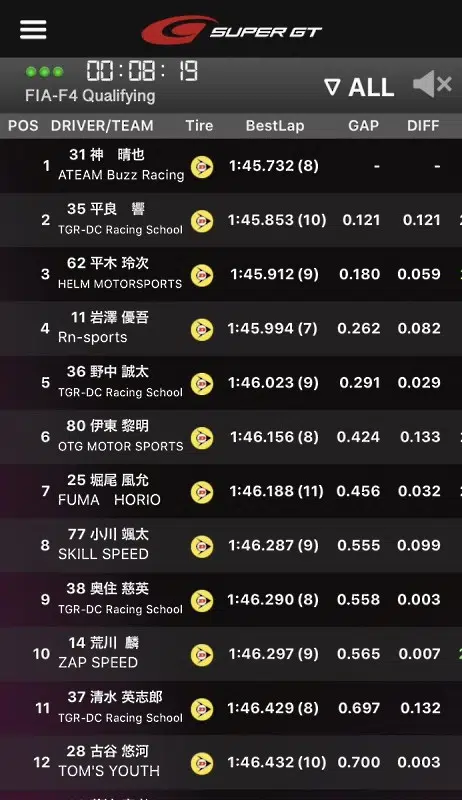 SUPER GT
00:08:19
FIA-F4 Qualifying
▽ ALL
POS DRIVER/TEAM Tire BestLap GAP DIFF
1 31 神　晴也 1:45.732 (8) - -
ATEAM Buzz Racing
2 35 平良　響 1:45.853 (10) 0.121 0.121
TGR-DC Racing School
3 62 平木 玲次 1:45.912 (9) 0.180 0.059
HELM MOTORSPORTS
4 11 岩澤 優吾 1:45.994 (7) 0.262 0.082
Rn-sports
5 36 野中 誠太 1:46.023 (9) 0.291 0.029
TGR-DC Racing School
6 80 伊東 黎明 1:46.156 (8) 0.424 0.133
OTG MOTOR SPORTS
7 25 堀尾 風允 1:46.188 (11) 0.456 0.032
FUMA　HORIO
8 77 小川 颯太 1:46.287 (9) 0.555 0.099
SKILL SPEED
9 38 奥住 慈英 1:46.290 (8) 0.558 0.003
TGR-DC Racing School
10 14 荒川 麟 1:46.297 (9) 0.565 0.007
ZAP SPEED
11 37 清水 英志郎 1:46.429 (8) 0.697 0.132
TGR-DC Racing School
12 28 古谷 悠河 1:46.432 (10) 0.700 0.003
TOM'S YOUTH